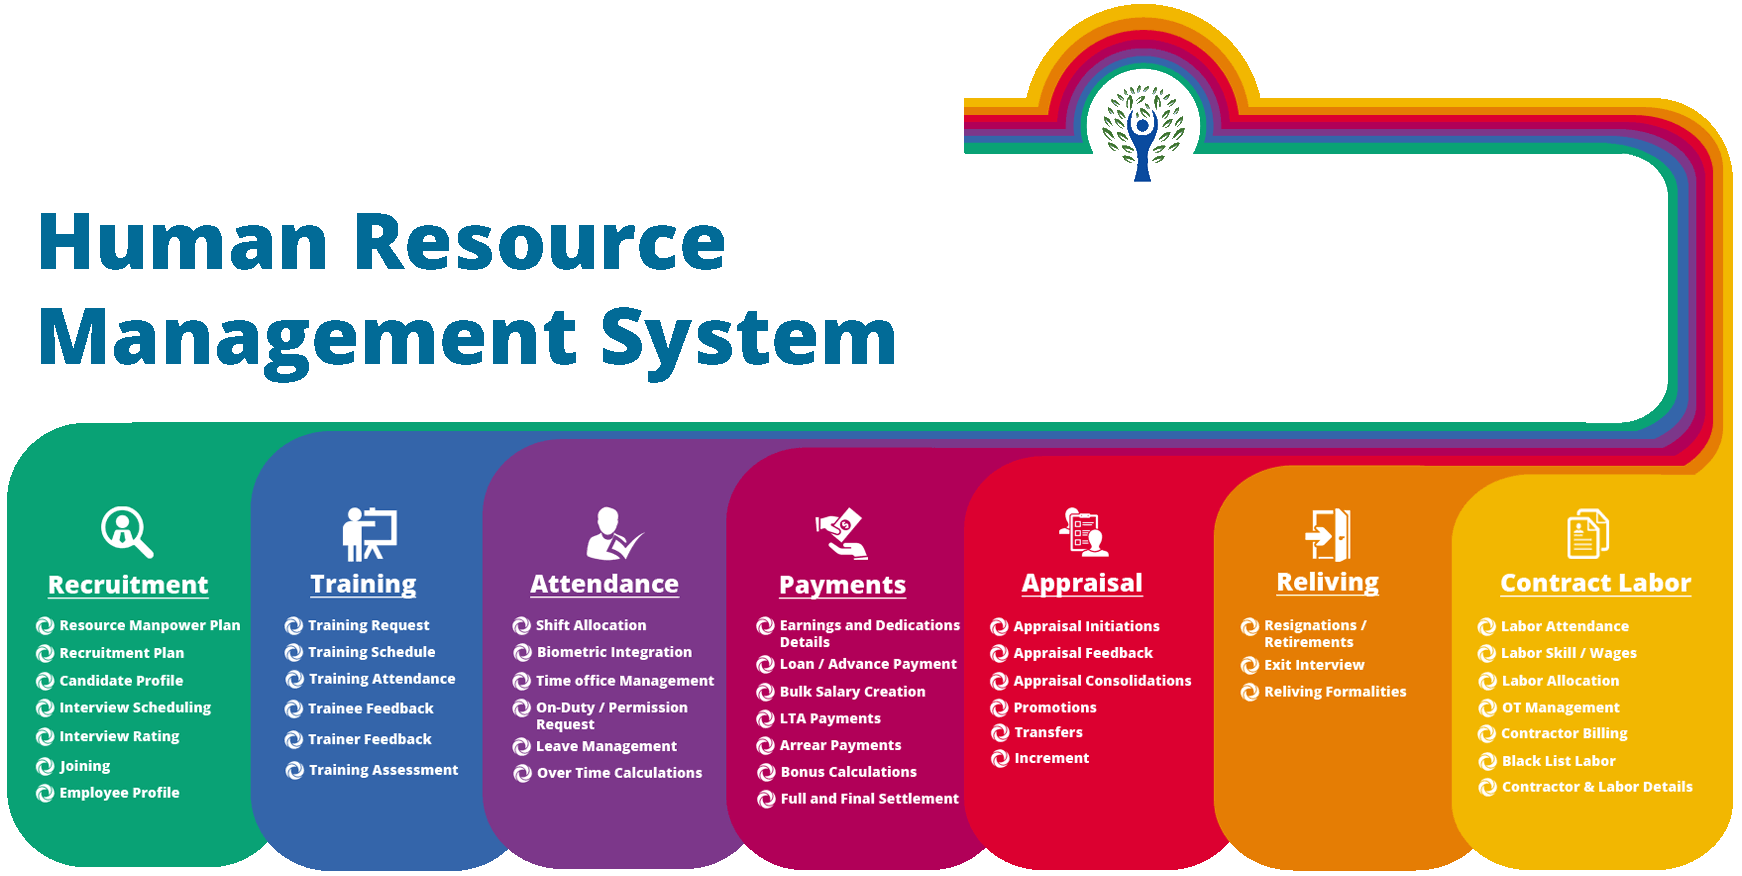 Human Resource
Management System
Recruitment
Resource Manpower Plan
Recruitment Plan
Candidate Profile
Interview Scheduling
Interview Rating
Joining
Employee Profile
Training
Training Request
Training Schedule
Training Attendance
Trainee Feedback
Trainer Feedback
Training Assessment
Attendance
Shift Allocation
Biometric Integration
Time office Management
On-Duty / Permission
Request
Leave Management
Over Time Calculations
Payments
Earnings and Dedications
Details
Loan / Advance Payment
Bulk Salary Creation
LTA Payments
Arrear Payments
Bonus Calculations
Full and Final Settlement
Appraisal
Appraisal Initiations
Appraisal Feedback
Appraisal Consolidations
Promotions
Transfers
Increment
Reliving
Resignations /
Retirements
Exit Interview
Reliving Formalities
Contract Labor
Labor Attendance
Labor Skill / Wages
Labor Allocation
OT Management
Contractor Billing
Black List Labor
Contractor & Labor Details